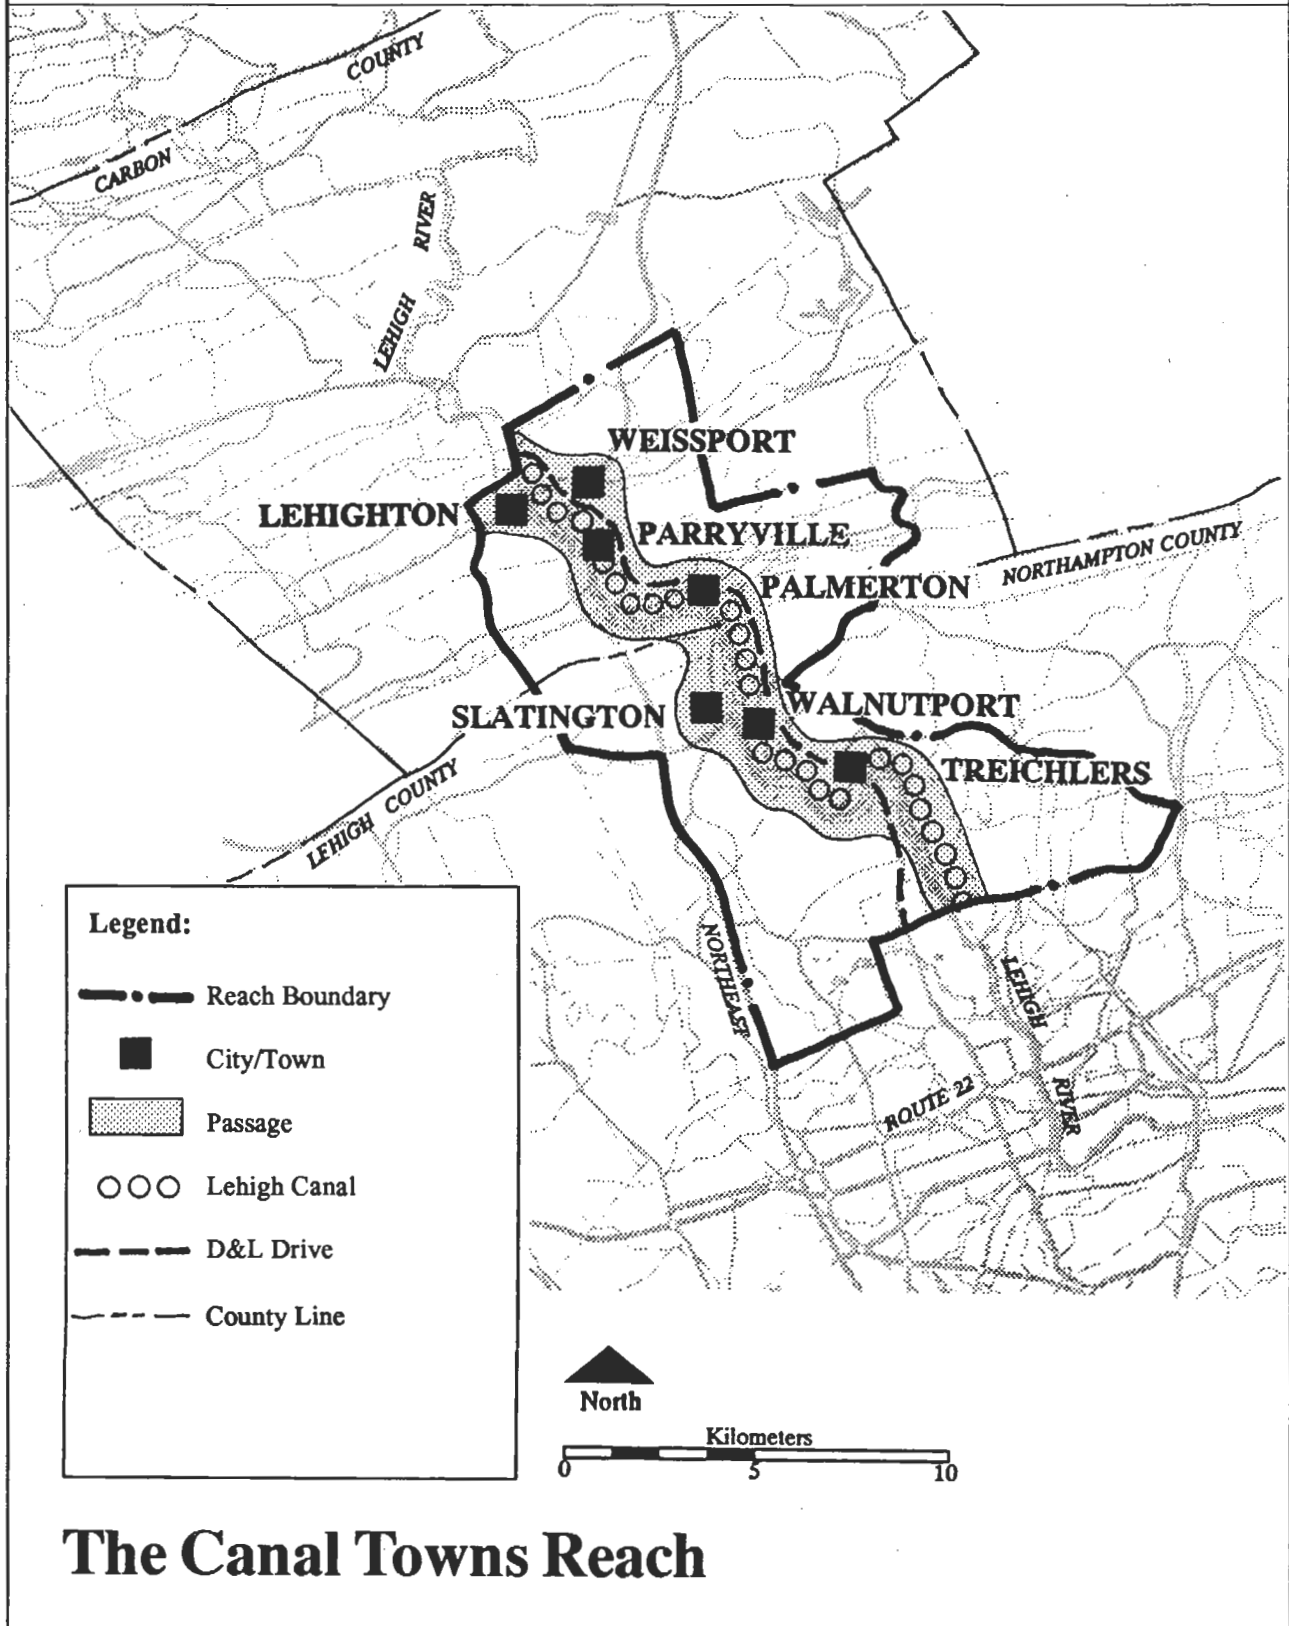 COUNTY
CARBON
RIVER
LEHIGH
WEISSPORT
LEHIGHTON
PARRYVILLE
NORTHAMPTON COUNTY
PALMERTON
WALNUTPORT
SLATINGTON
TREICHLERS
LEHIGH COUNTY
Legend:
Reach Boundary
City/Town
Passage
Lehigh Canal
D&L Drive
County Line
NORTHEAST
LEHIGH
RIVER
ROUTE 22
North
Kilometers
0 5 10
The Canal Towns Reach